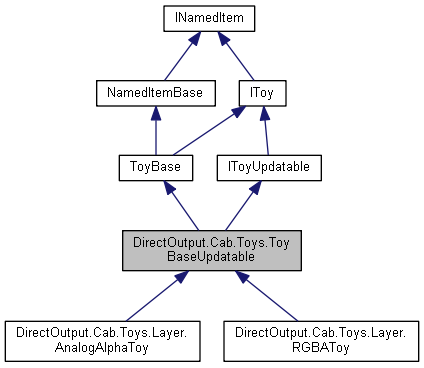 INamedItem
NamedItemBase
IToy
ToyBase
IToyUpdatable
DirectOutput.Cab.Toys.Toy
BaseUpdatable
DirectOutput.Cab.Toys.Layer.
AnalogAlphaToy
DirectOutput.Cab.Toys.Layer.
RGBAToy